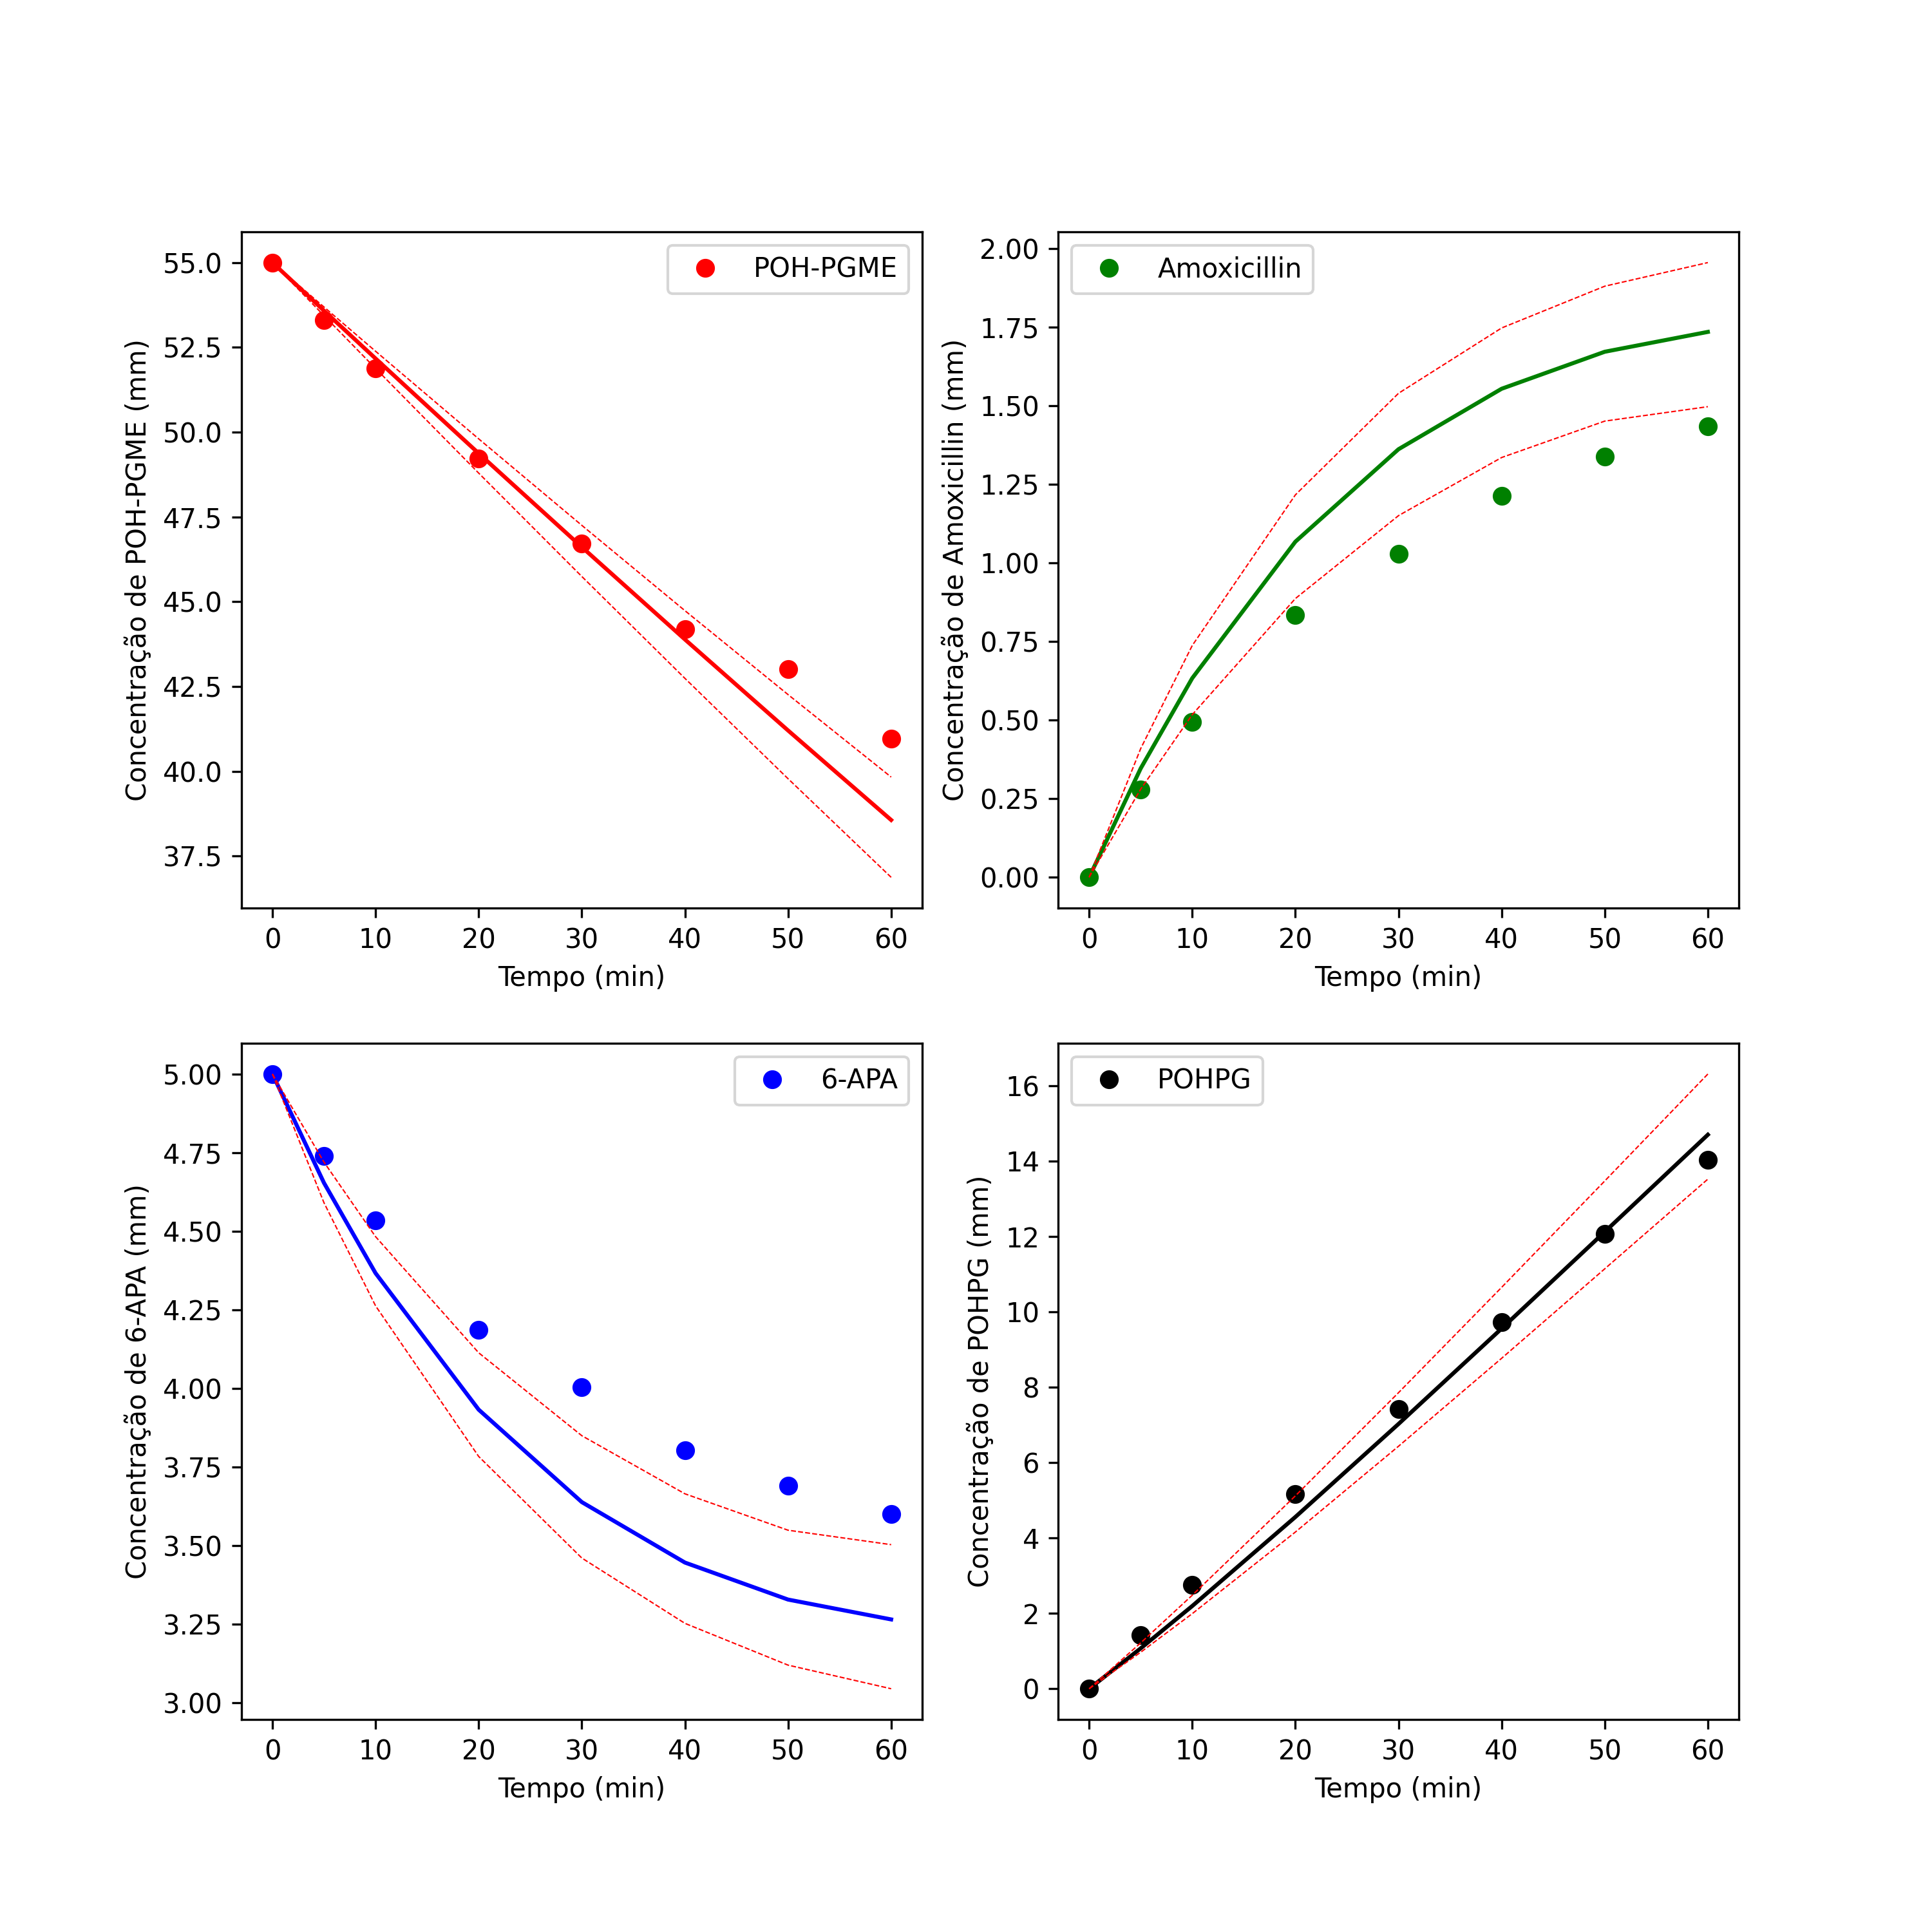 POH-PGME
Concentração de POH-PGME (mm)
55.0
52.5
50.0
47.5
45.0
42.5
40.0
37.5
0 10 20 30 40 50 60
Tempo (min)
Amoxicillin
Concentração de Amoxicillin (mm)
2.00
1.75
1.50
1.25
1.00
0.75
0.50
0.25
0.00
0 10 20 30 40 50 60
Tempo (min)
6-APA
Concentração de 6-APA (mm)
5.00
4.75
4.50
4.25
4.00
3.75
3.50
3.25
3.00
0 10 20 30 40 50 60
Tempo (min)
POHPG
Concentração de POHPG (mm)
16
14
12
10
8
6
4
2
0
0 10 20 30 40 50 60
Tempo (min)